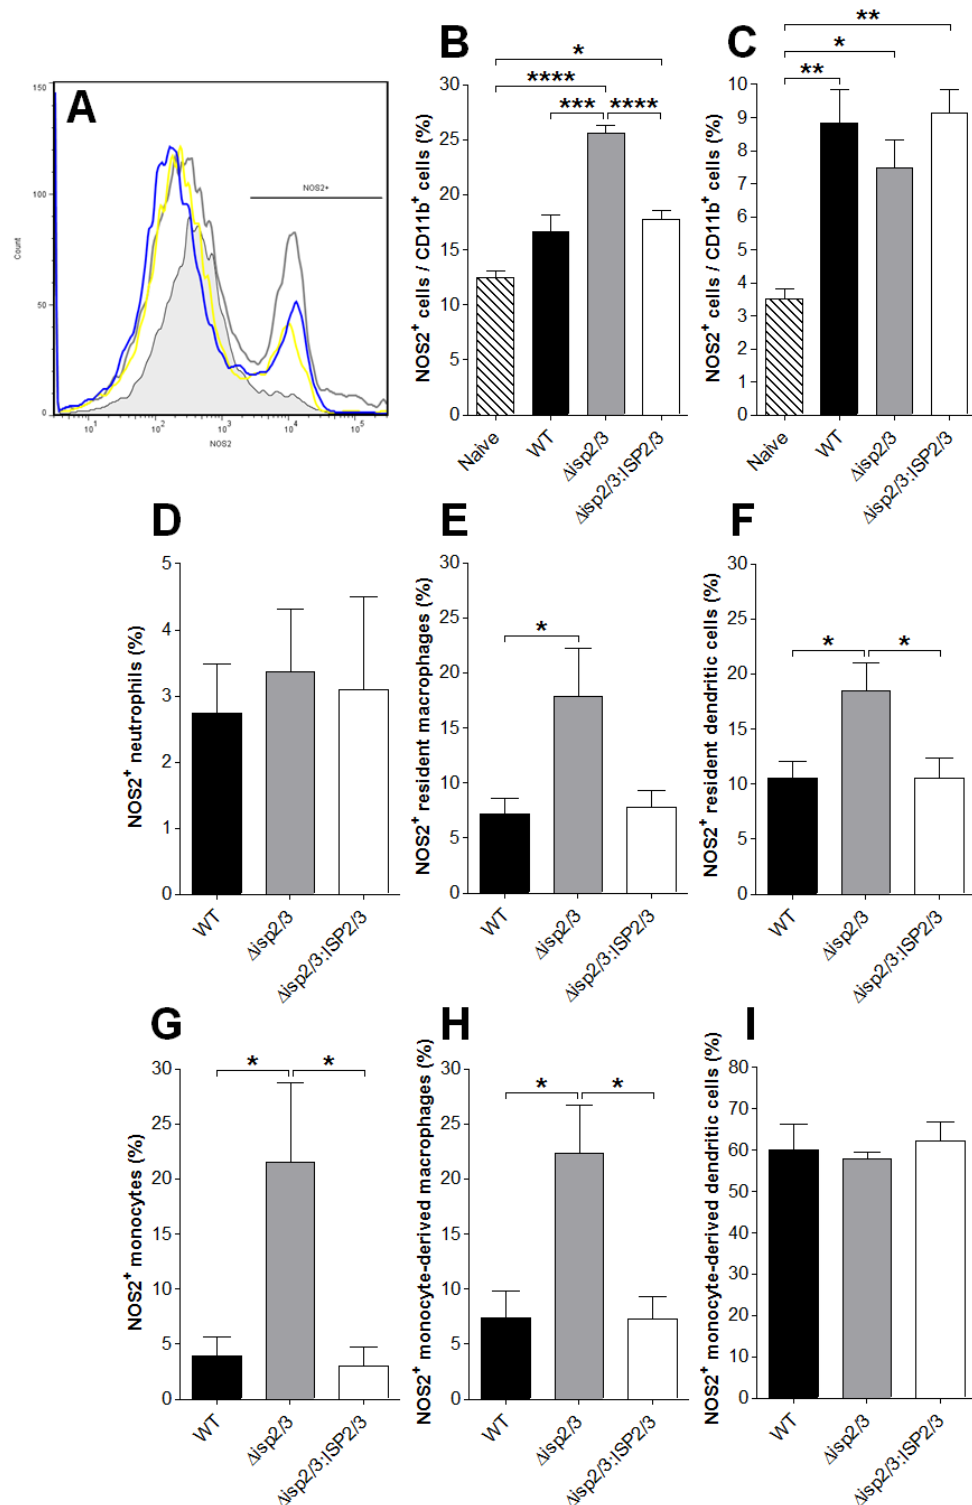 A
150
100
50
0
Count
NOS2+
10¹ 10² 10³ 10⁴ 10⁵
NOS2
B
NOS2⁺ cells / CD11b⁺ cells (%)
30
25
20
15
10
5
0
*
****
*** ****
Naive WT Δisp2/3 Δisp2/3:ISP2/3
C
NOS2⁺ cells / CD11b⁺ cells (%)
10
9
8
7
6
5
4
3
2
1
0
**
*
**
Naive WT Δisp2/3 Δisp2/3:ISP2/3
D
NOS2⁺ neutrophils (%)
5
4
3
2
1
0
WT Δisp2/3 Δisp2/3:ISP2/3
E
NOS2⁺ resident macrophages (%)
30
25
20
15
10
5
0
*
WT Δisp2/3 Δisp2/3:ISP2/3
F
NOS2⁺ resident dendritic cells (%)
30
25
20
15
10
5
0
* *
WT Δisp2/3 Δisp2/3:ISP2/3
G
NOS2⁺ monocytes (%)
30
25
20
15
10
5
0
* *
WT Δisp2/3 Δisp2/3:ISP2/3
H
NOS2⁺ monocyte-derived macrophages (%)
30
25
20
15
10
5
0
* *
WT Δisp2/3 Δisp2/3:ISP2/3
I
NOS2⁺ monocyte-derived dendritic cells (%)
80
70
60
50
40
30
20
10
0
WT Δisp2/3 Δisp2/3:ISP2/3